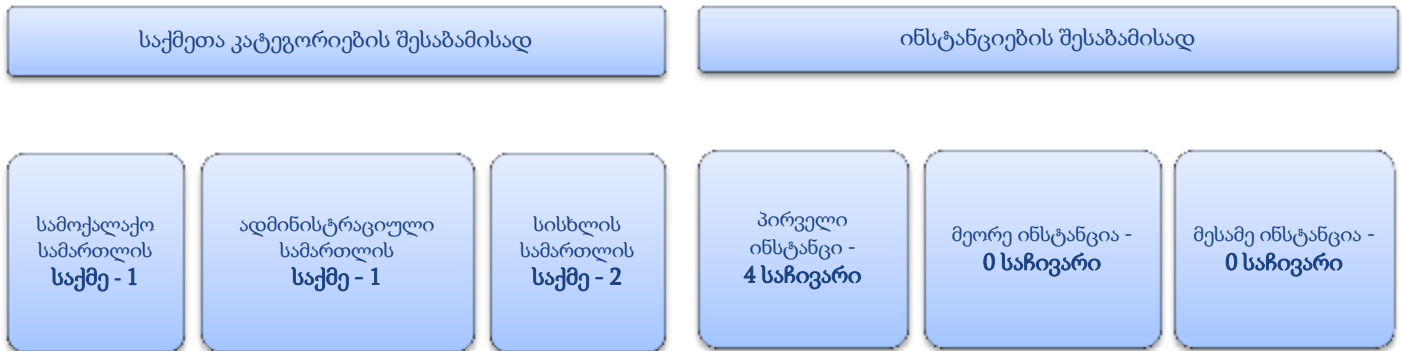 საქმეთა კატეგორიების შესაბამისად
ინსტანციების შესაბამისად
სამოქალაქო
სამართლის
საქმე - 1
ადმინისტრაციული
სამართლის
საქმე - 1
სისხლის
სამართლის
საქმე - 2
პირველი
ინსტანცი -
4 საჩივარი
მეორე ინსტანცია -
0 საჩივარი
მესამე ინსტანცია -
0 საჩივარი